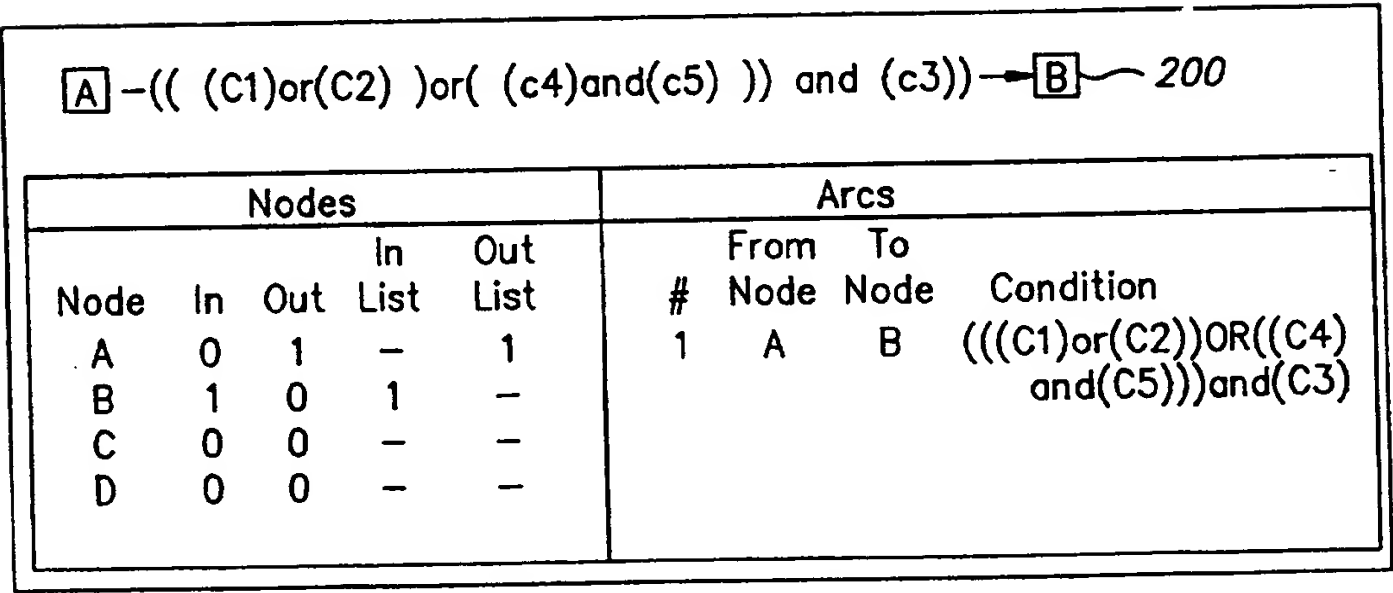 A -(( (C1)or(C2) )or( (c4)and(c5) )) and (c3)) B 200
Nodes Arcs
In Out From To
Node In Out List List # Node Node Condition
A 0 1 – 1 1 A B (((C1)or(C2))OR((C4)
B 1 0 1 – and(C5)))and(C3)
C 0 0 – –
D 0 0 – –